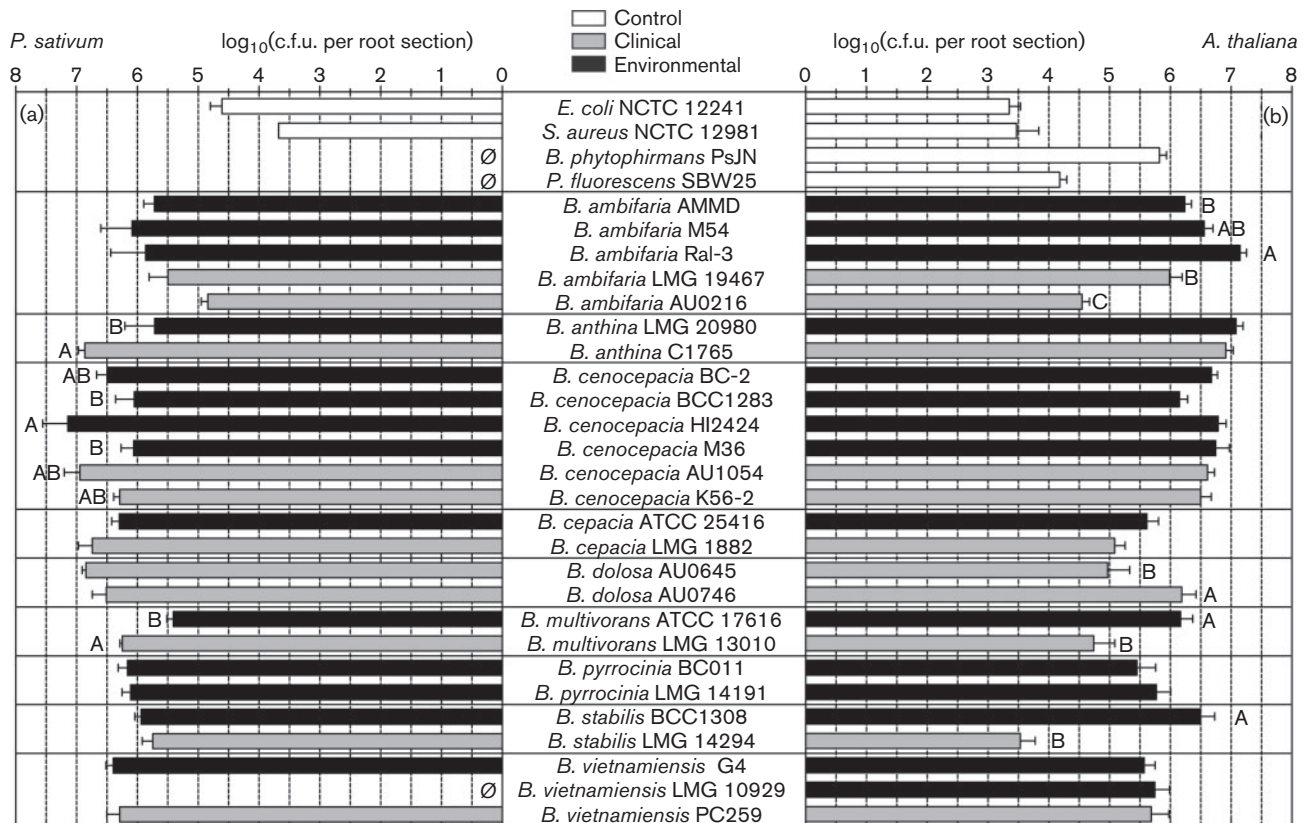 Control
Clinical
Environmental
P. sativum log10(c.f.u. per root section) log10(c.f.u. per root section) A. thaliana
8 7 6 5 4 3 2 1 0 0 1 2 3 4 5 6 7 8
(a) E. coli NCTC 12241 (b)
S. aureus NCTC 12981
Ø B. phytophirmans PsJN
Ø P. fluorescens SBW25
B. ambifaria AMMD B
B. ambifaria M54 AB
B. ambifaria Ral-3 A
B. ambifaria LMG 19467 B
B. ambifaria AU0216 C
B B. anthina LMG 20980
A B. anthina C1765
AB B. cenocepacia BC-2
B B. cenocepacia BCC1283
A B. cenocepacia HI2424
B B. cenocepacia M36
AB B. cenocepacia AU1054
AB B. cenocepacia K56-2
B. cepacia ATCC 25416
B. cepacia LMG 1882
B. dolosa AU0645 B
B. dolosa AU0746 A
B B. multivorans ATCC 17616 A
A B. multivorans LMG 13010 B
B. pyrrocinia BC011
B. pyrrocinia LMG 14191
B. stabilis BCC1308 A
B. stabilis LMG 14294 B
B. vietnamiensis G4
Ø B. vietnamiensis LMG 10929
B. vietnamiensis PC259